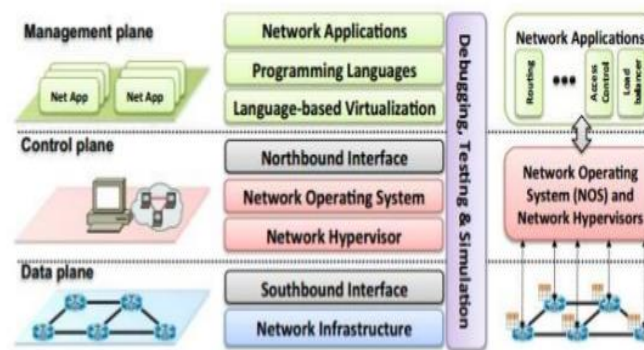 Management plane
Net App
Net App
Control plane
Data plane
Network Applications
Programming Languages
Language-based Virtualization
Northbound Interface
Network Operating System
Network Hypervisor
Southbound Interface
Network Infrastructure
Debugging, Testing & Simulation
Network Applications
Routing
Access
Control
Load
balancer
Network Operating
System (NOS) and
Network Hypervisors